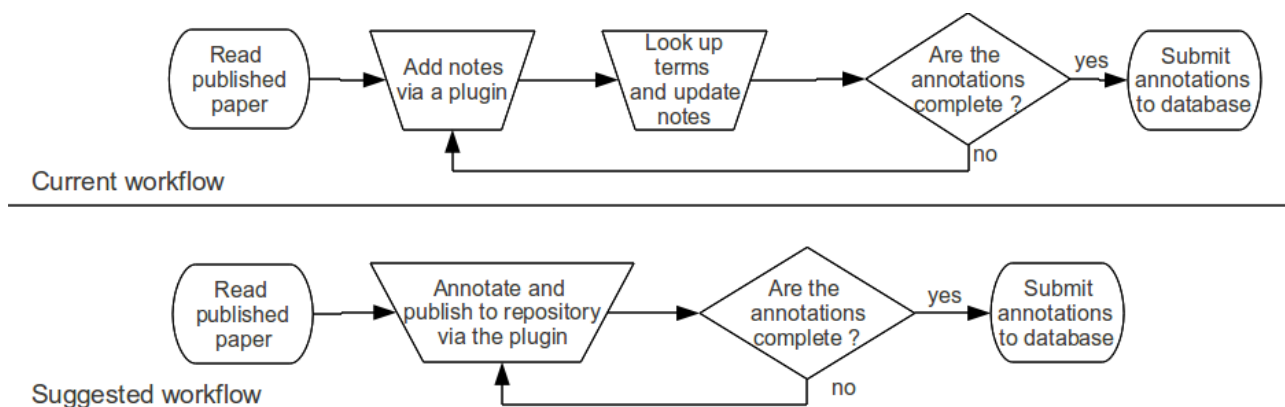 Read
published
paper
Add notes
via a plugin
Look up
terms
and update
notes
Are the
annotations
complete ?
yes
Submit
annotations
to database
no
Current workflow
Read
published
paper
Annotate and
publish to repository
via the plugin
Are the
annotations
complete ?
yes
Submit
annotations
to database
no
Suggested workflow